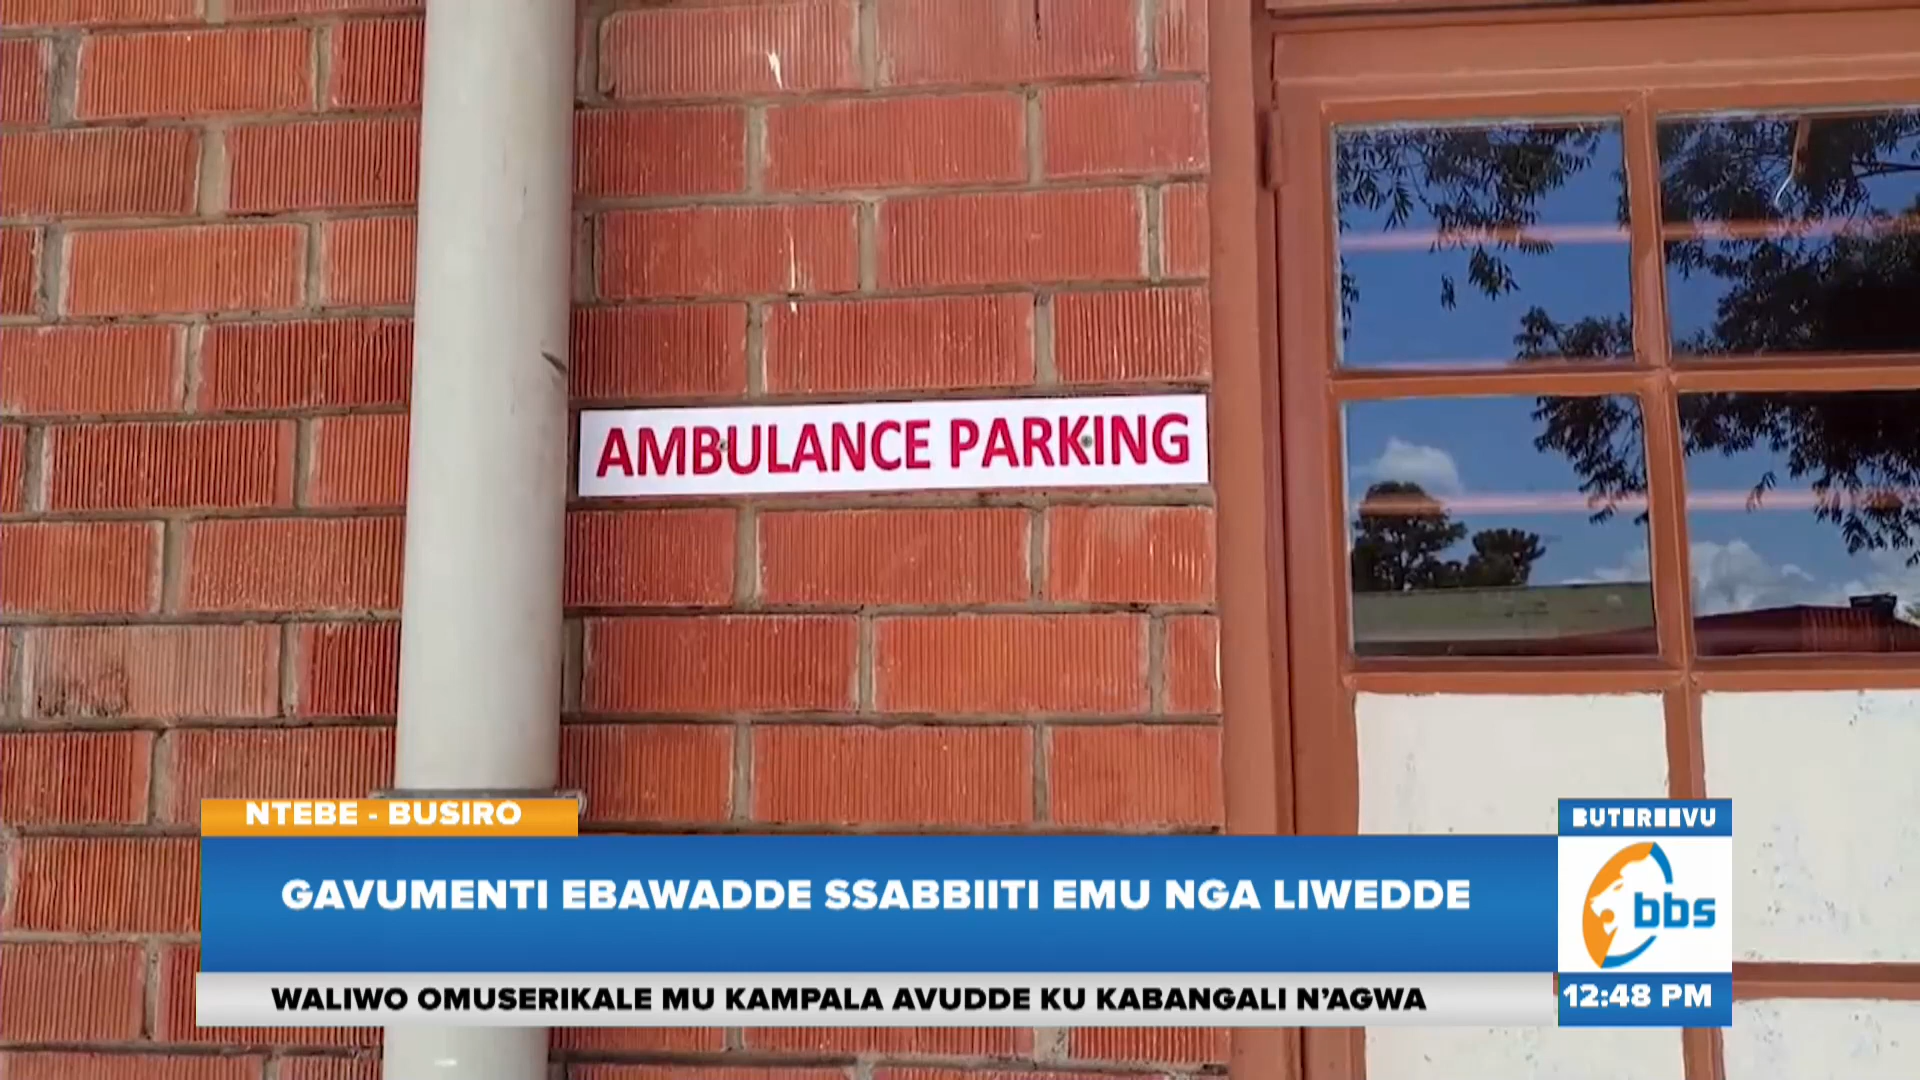 AMBULANCE PARKING
NTEBE - BUSIRO
BUTEREEVU
GAVUMENTI EBAWADDE SSABBIITI EMU NGA LIWEDDE
bbs
WALIWO OMUSERIKALE MU KAMPALA AVUDDE KU KABANGALI N'AGWA
12:48 PM